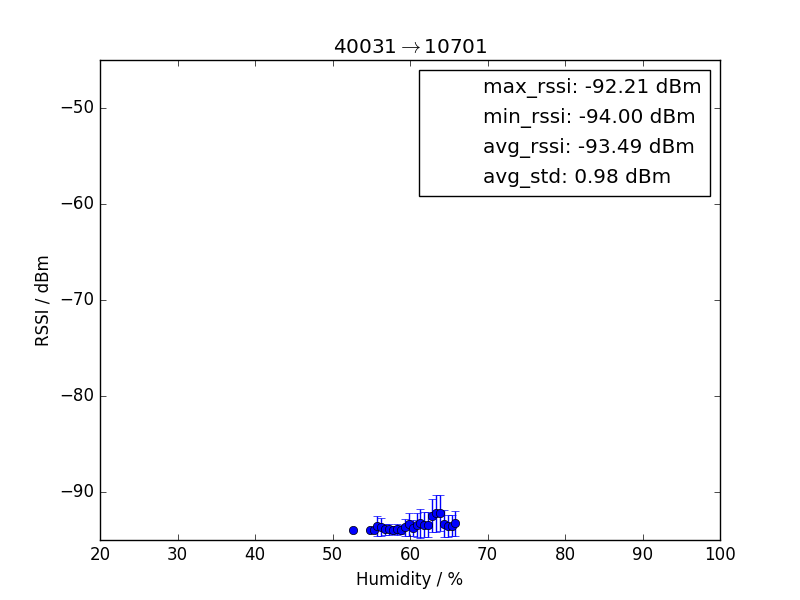 40031→10701
max_rssi: -92.21 dBm
min_rssi: -94.00 dBm
avg_rssi: -93.49 dBm
avg_std: 0.98 dBm
−50
−60
−70
−80
−90
RSSI / dBm
20 30 40 50 60 70 80 90 100
Humidity / %